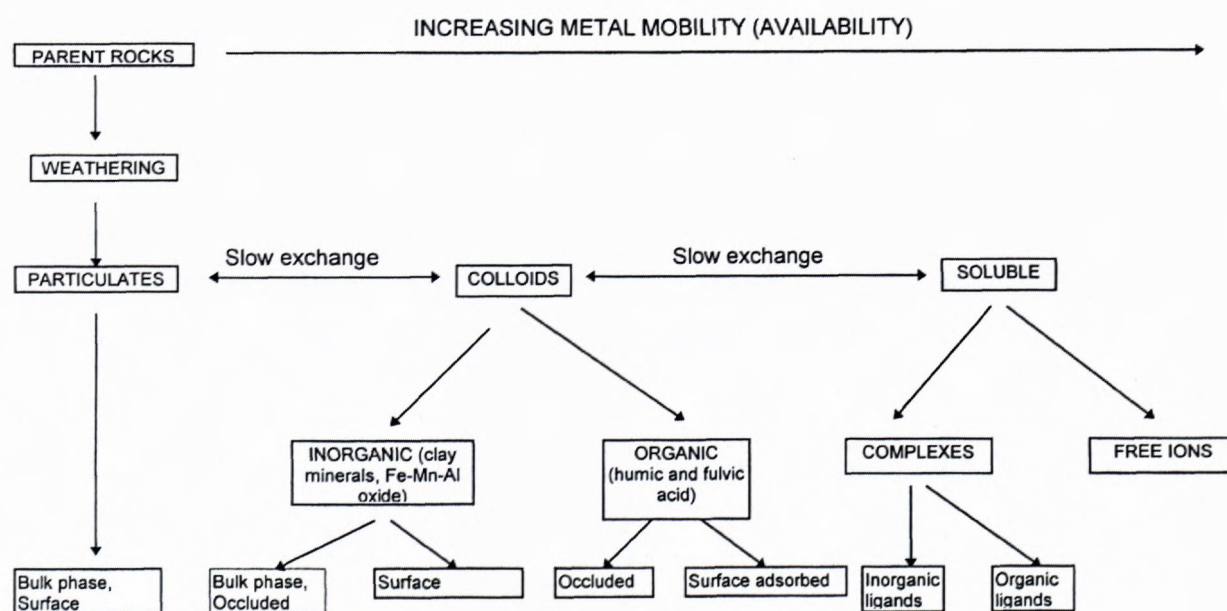 INCREASING METAL MOBILITY (AVAILABILITY)
PARENT ROCKS
WEATHERING
PARTICULATES
Slow exchange
COLLOIDS
Slow exchange
SOLUBLE
INORGANIC (clay
minerals, Fe-Mn-Al
oxide)
ORGANIC
(humic and fulvic
acid)
COMPLEXES
FREE IONS
Bulk phase,
Surface
Bulk phase,
Occluded
Surface
Occluded
Surface adsorbed
Inorganic
ligands
Organic
ligands